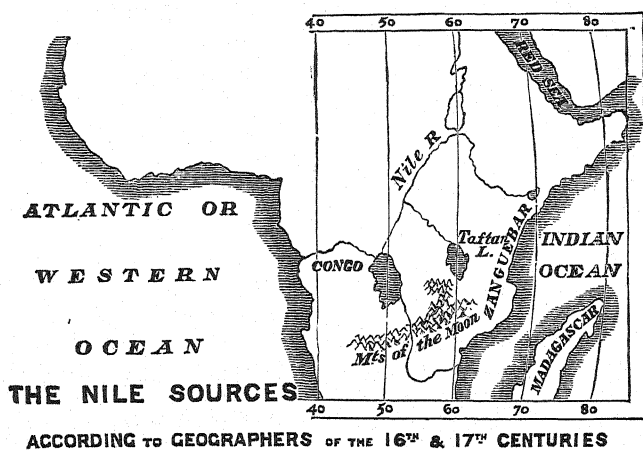 40 50 60 70 80
RED SEA
Nile R
ATLANTIC OR
WESTERN
OCEAN
CONGO
Taftan L.
ZANGUEBAR
INDIAN
OCEAN
Mts of the Moon
MADAGASCAR
THE NILE SOURCES
40 50 60 70 80
ACCORDING TO GEOGRAPHERS OF THE 16TH & 17TH CENTURIES